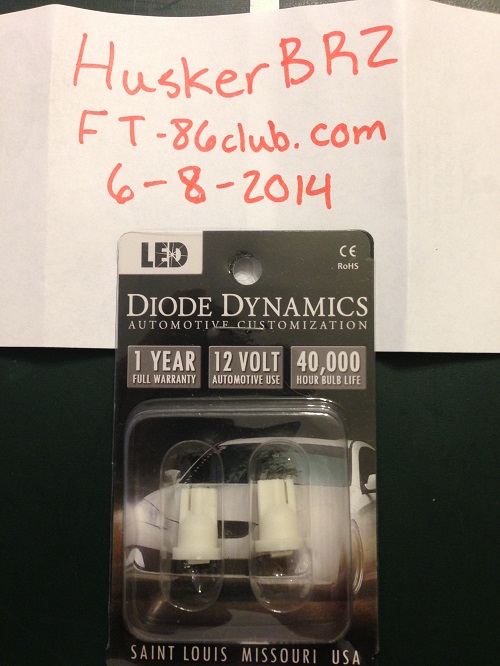 HuskerBRZ
FT-86club.com
6-8-2014
LED
CE
RoHS
DIODE DYNAMICS
AUTOMOTIVE CUSTOMIZATION
1 YEAR
FULL WARRANTY
12 VOLT
AUTOMOTIVE USE
40,000
HOUR BULB LIFE
SAINT LOUIS MISSOURI USA